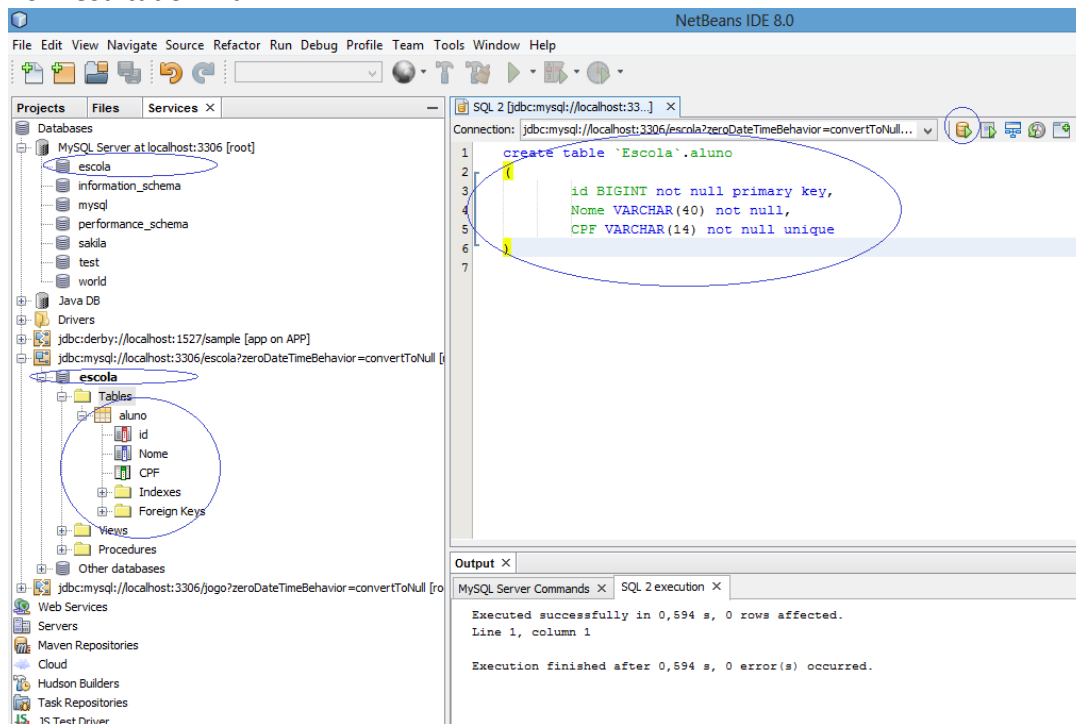 NetBeans IDE 8.0
File Edit View Navigate Source Refactor Run Debug Profile Team Tools Window Help
Projects Files Services
Databases
MySQL Server at localhost:3306 [root]
escola
information_schema
mysql
performance_schema
sakila
test
world
Java DB
Drivers
jdbc:derby://localhost:1527/sample [app on APP]
jdbc:mysql://localhost:3306/escola?zeroDateTimeBehavior=convertToNull
escola
Tables
aluno
id
Nome
CPF
Indexes
Foreign Keys
Views
Procedures
Other databases
jdbc:mysql://localhost:3306/jogo?zeroDateTimeBehavior=convertToNull [ro
Web Services
Servers
Maven Repositories
Cloud
Hudson Builders
Task Repositories
JS Test Driver
SQL 2 [jdbc:mysql://localhost:33...]
Connection: jdbc:mysql://localhost:3306/escola?zeroDateTimeBehavior=convertToNull...
1 create table `Escola`.aluno
2 (
3 id BIGINT not null primary key,
4 Nome VARCHAR(40) not null,
5 CPF VARCHAR(14) not null unique
6 )
7
Output
MySQL Server Commands SQL 2 execution
Executed successfully in 0,594 s, 0 rows affected.
Line 1, column 1
Execution finished after 0,594 s, 0 error(s) occurred.